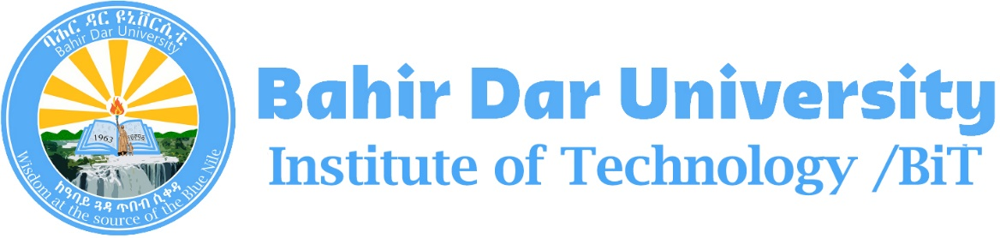 ባሕር ዳር ዩኒቨርሲቲ
Bahir Dar University
1963
Wisdom at the source of the Blue Nile
ከዓባይ ጓዳ ጥበብ ሲቀዳ
Bahir Dar University
Institute of Technology /BiT